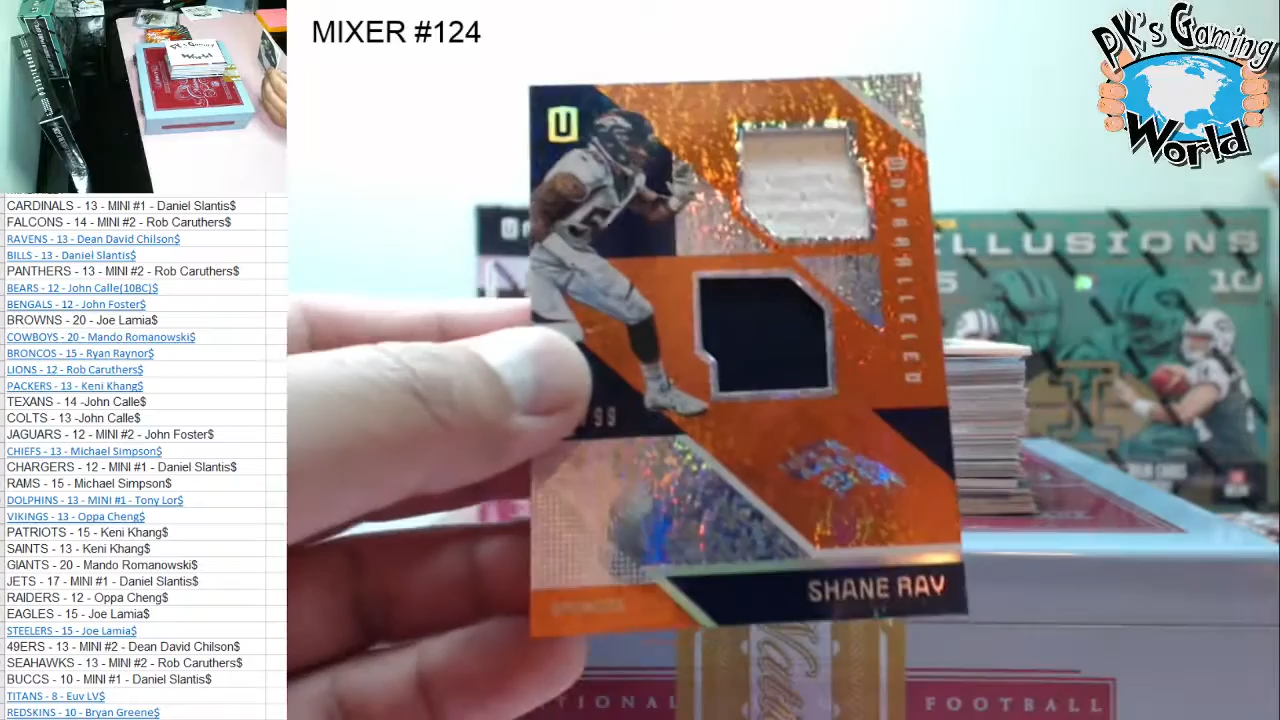 MIXER #124
PK's Gaming
World
CARDINALS - 13 - MINI #1 - Daniel Slantis$
FALCONS - 14 - MINI #2 - Rob Caruthers$
RAVENS - 13 - Dean David Chilson$
BILLS - 13 - Daniel Slantis$
PANTHERS - 13 - MINI #2 - Rob Caruthers$
BEARS - 12 - John Calle(10BC)$
BENGALS - 12 - John Foster$
BROWNS - 20 - Joe Lamia$
COWBOYS - 20 - Mando Romanowski$
BRONCOS - 15 - Ryan Raynor$
LIONS - 12 - Rob Caruthers$
PACKERS - 13 - Keni Khang$
TEXANS - 14 -John Calle$
COLTS - 13 -John Calle$
JAGUARS - 12 - MINI #2 - John Foster$
CHIEFS - 13 - Michael Simpson$
CHARGERS - 12 - MINI #1 - Daniel Slantis$
RAMS - 15 - Michael Simpson$
DOLPHINS - 13 - MINI #1 - Tony Lor$
VIKINGS - 13 - Oppa Cheng$
PATRIOTS - 15 - Keni Khang$
SAINTS - 13 - Keni Khang$
GIANTS - 20 - Mando Romanowski$
JETS - 17 - MINI #1 - Daniel Slantis$
RAIDERS - 12 - Oppa Cheng$
EAGLES - 15 - Joe Lamia$
STEELERS - 15 - Joe Lamia$
49ERS - 13 - MINI #2 - Dean David Chilson$
SEAHAWKS - 13 - MINI #2 - Rob Caruthers$
BUCCS - 10 - MINI #1 - Daniel Slantis$
TITANS - 8 - Euv LV$
REDSKINS - 10 - Bryan Greene$
U
UNPARALLELED
/99
SHANE RAY
BRONCOS
ILLUSIONS
10
FOOTBALL